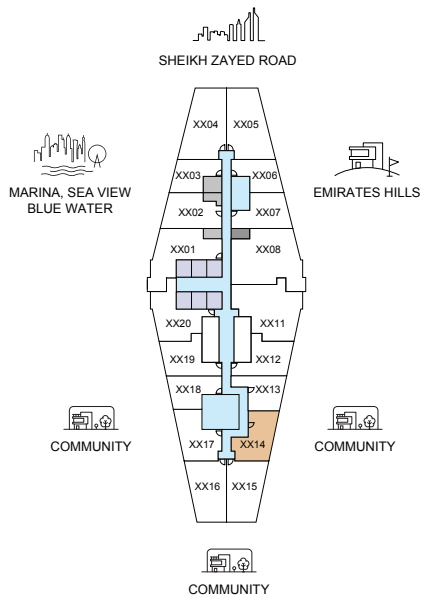 SHEIKH ZAYED ROAD
XX04 XX05
MARINA, SEA VIEW
BLUE WATER
XX03 XX06
EMIRATES HILLS
XX02 XX07
XX01 XX08
XX20 XX11
XX19 XX12
XX18 XX13
COMMUNITY
XX17 XX14
COMMUNITY
XX16 XX15
COMMUNITY